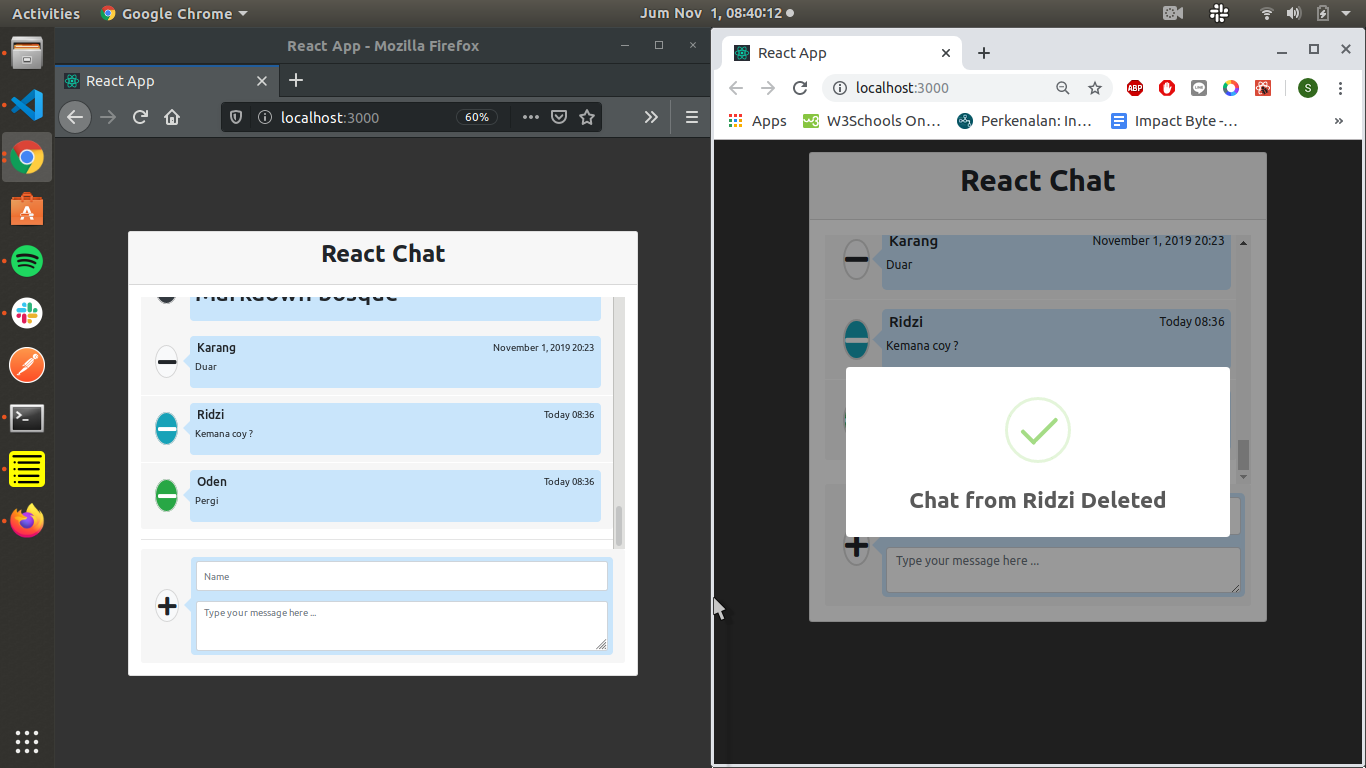 Activities
Google Chrome
Jum Nov 1, 08:40:12
React App - Mozilla Firefox
React App
localhost:3000
60%
React Chat
Markdown bosque
Karang
November 1, 2019 20:23
Duar
Ridzi
Today 08:36
Kemana coy ?
Oden
Today 08:36
Pergi
Name
Type your message here ...
React App
localhost:3000
ABP
S
Apps
W3Schools On...
Perkenalan: In...
Impact Byte -...
React Chat
Karang
November 1, 2019 20:23
Duar
Ridzi
Today 08:36
Kemana coy ?
Chat from Ridzi Deleted
Type your message here ...